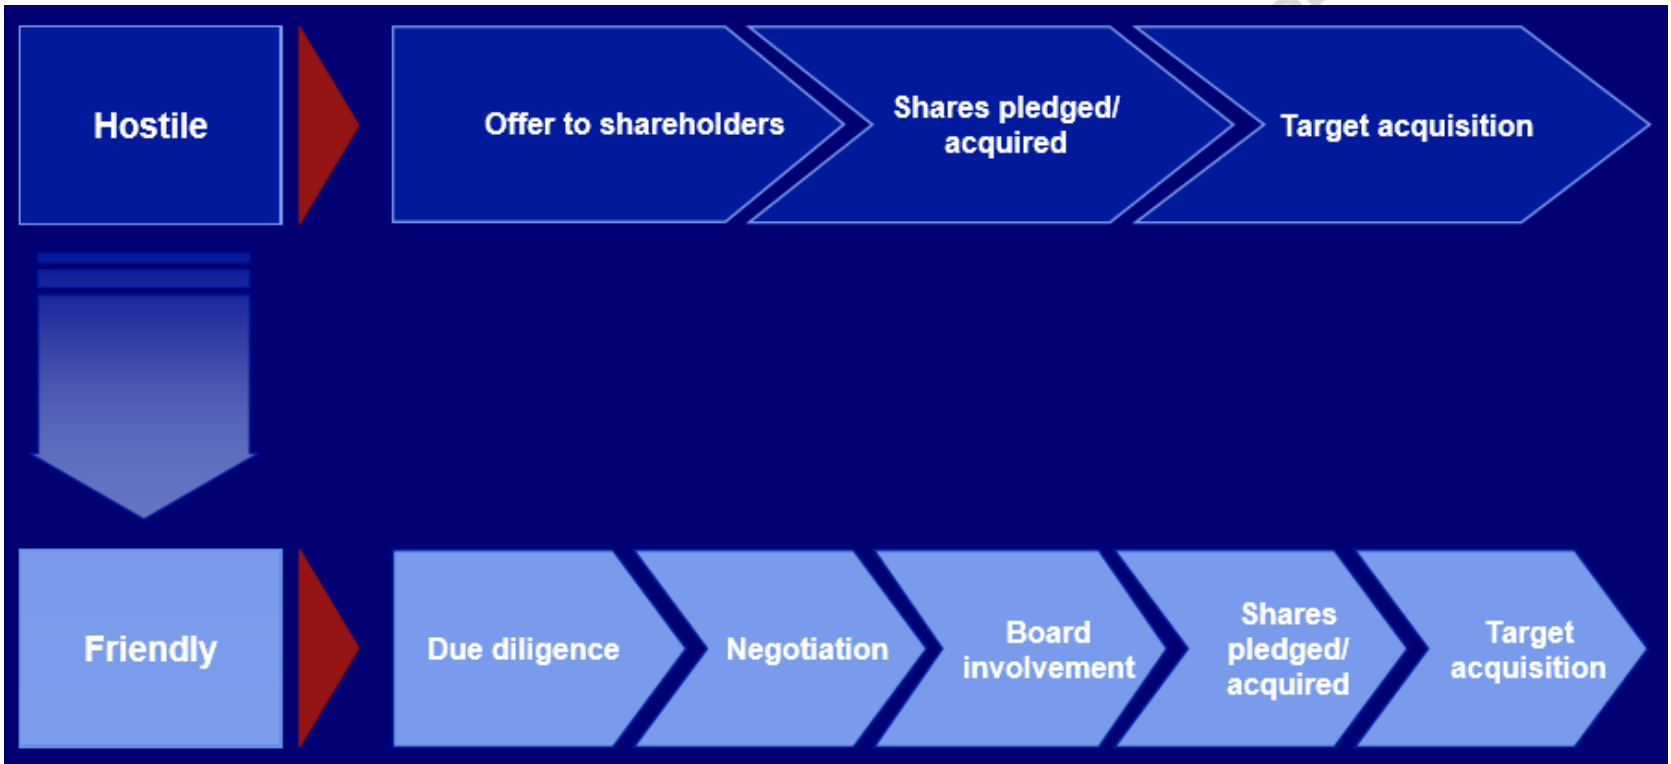 Hostile
Offer to shareholders
Shares pledged/
acquired
Target acquisition
Friendly
Due diligence
Negotiation
Board
involvement
Shares
pledged/
acquired
Target
acquisition